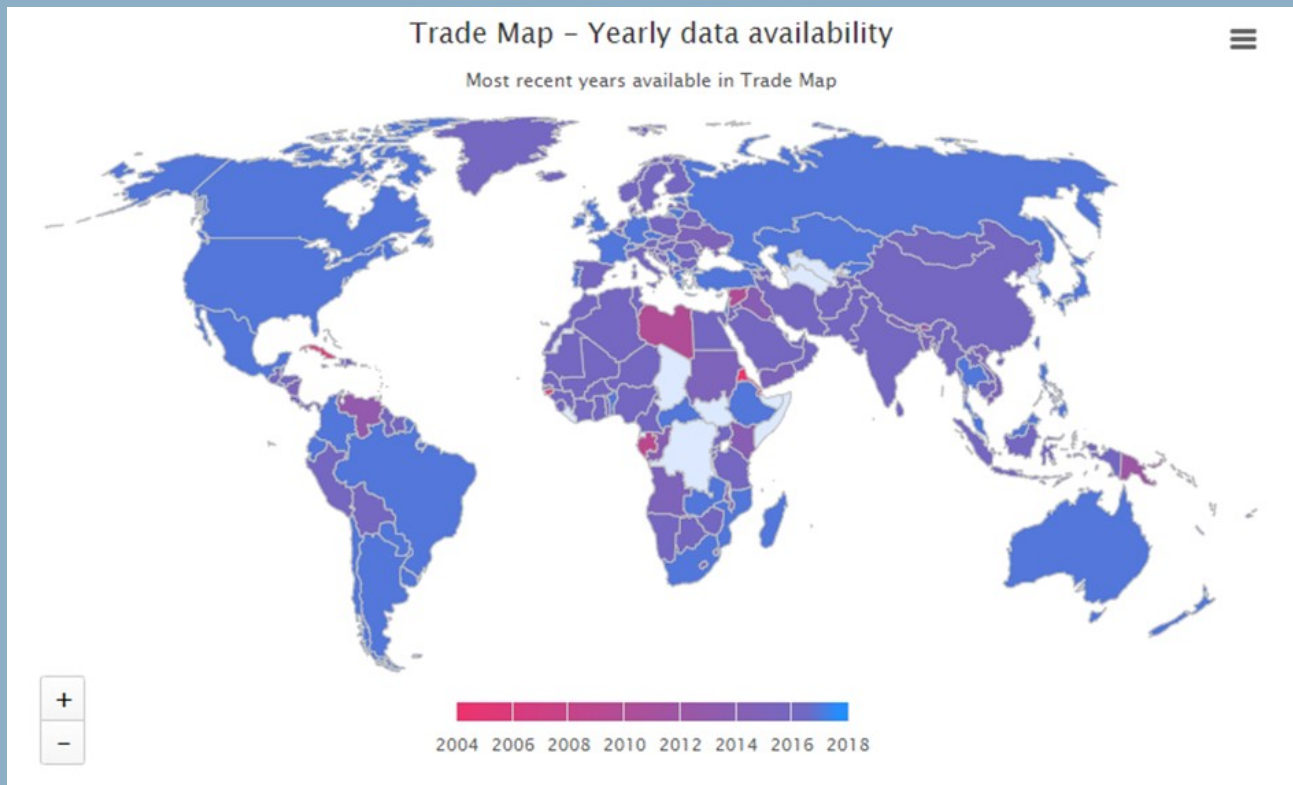 Trade Map – Yearly data availability
Most recent years available in Trade Map
+
−
2004 2006 2008 2010 2012 2014 2016 2018